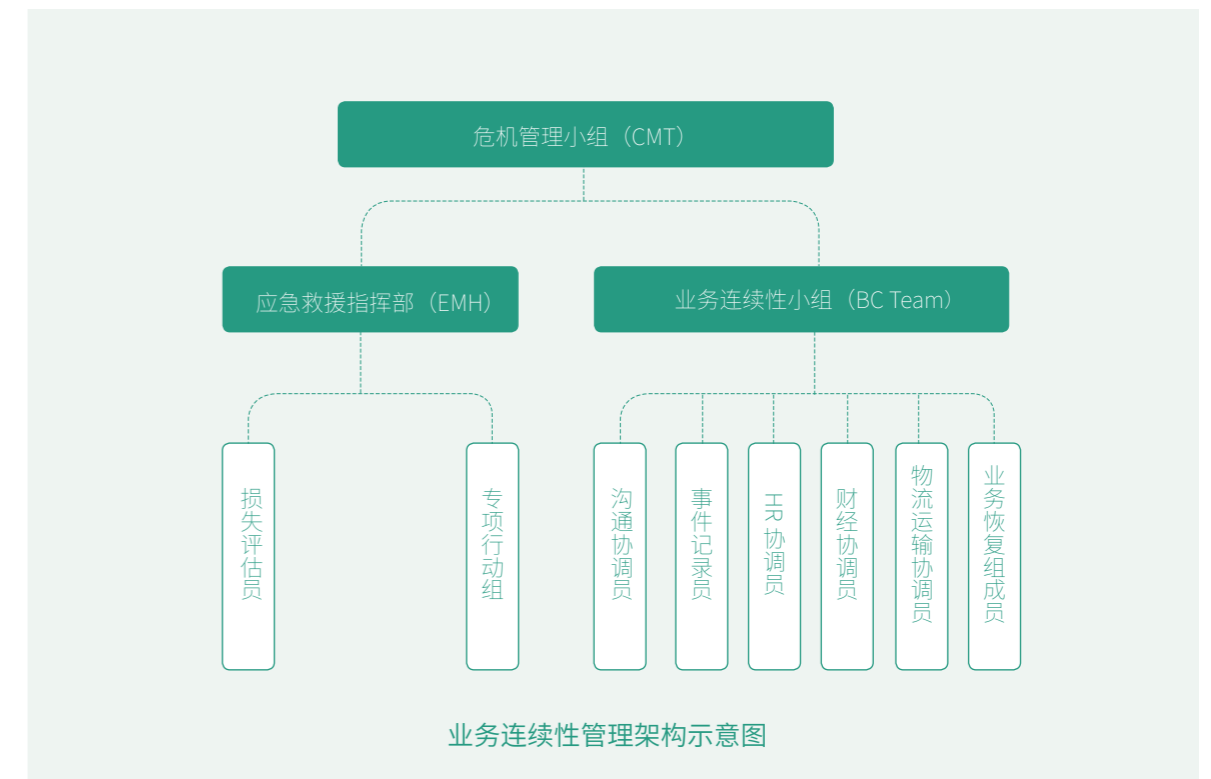 危机管理小组（CMT）
应急救援指挥部（EMH）
业务连续性小组（BC Team）
损失评估员
专项行动组
沟通协调员
事件记录员
HR 协调员
财经协调员
物流运输协调员
业务恢复组成员
业务连续性管理架构示意图